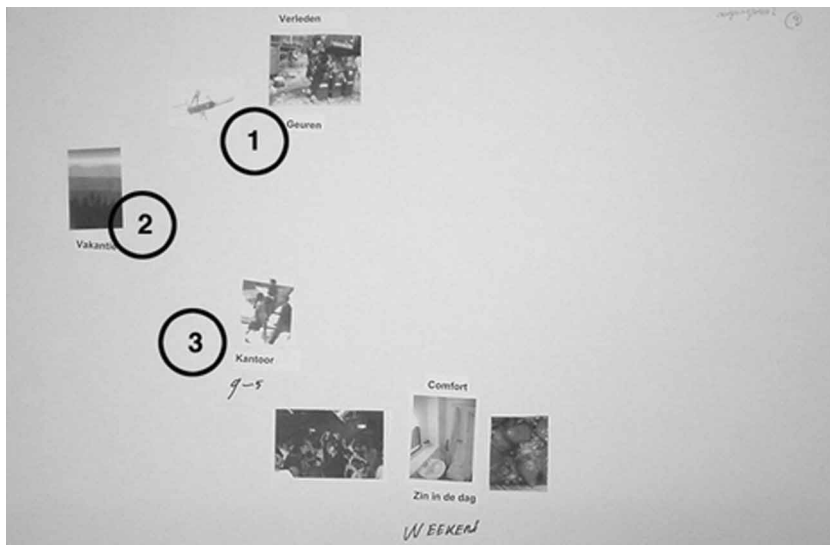 Verleden
Geuren
1
2
Vakantie
3
Kantoor
9-5
Comfort
Zin in de dag
WEEKEND